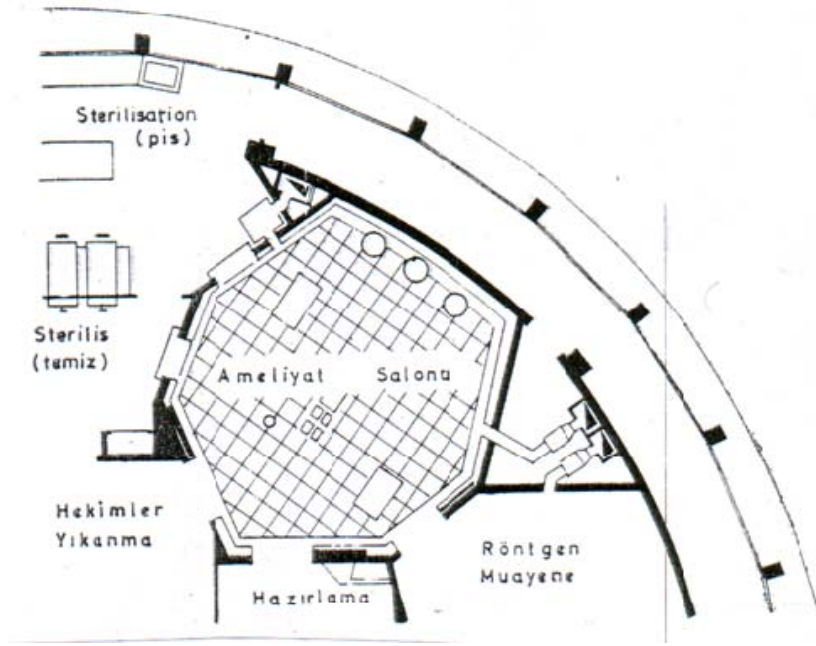 Sterilisation
(pis)
Sterilis
(temiz)
Ameliyat Salonu
Hekimler
Yıkanma
Röntgen
Muayene
Hazırlama